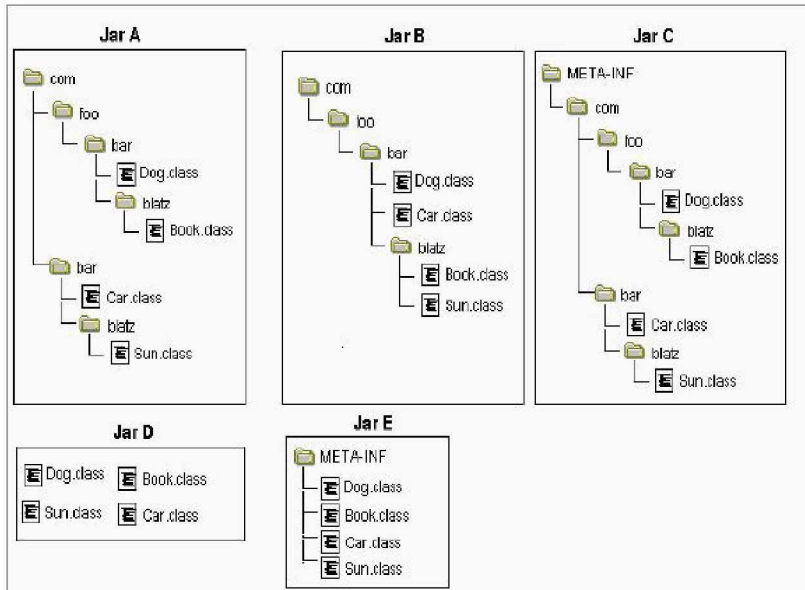 Jar A
com
foo
bar
Dog.class
blatz
Book.class
bar
Car.class
blatz
Sun.class
Jar B
com
foo
bar
Dog.class
Car.class
blatz
Book.class
Sun.class
Jar C
META-INF
com
foo
bar
Dog.class
blatz
Book.class
bar
Car.class
blatz
Sun.class
Jar D
Dog.class Book.class
Sun.class Car.class
Jar E
META-INF
Dog.class
Book.class
Car.class
Sun.class